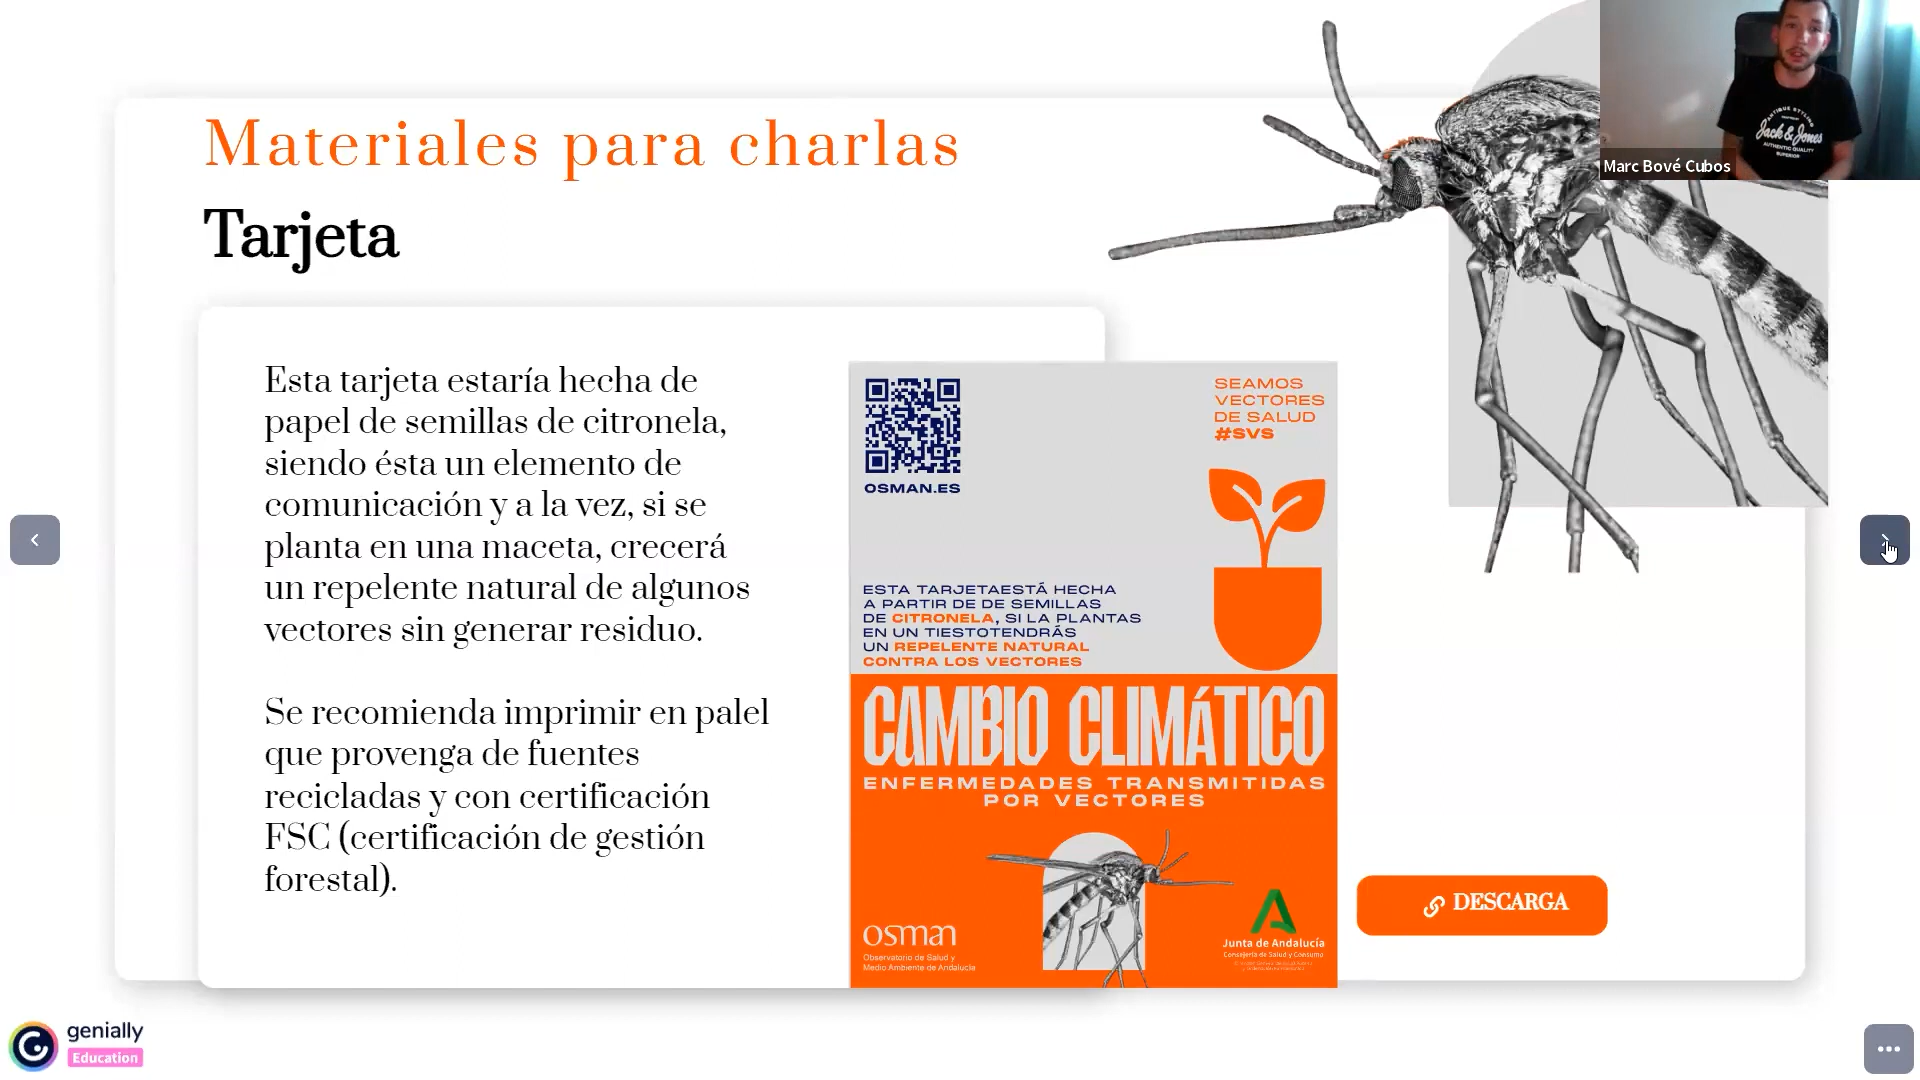 Materiales para charlas
Tarjeta
Esta tarjeta estaría hecha de
papel de semillas de citronela,
siendo ésta un elemento de
comunicación y a la vez, si se
planta en una maceta, crecerá
un repelente natural de algunos
vectores sin generar residuo.
Se recomienda imprimir en palel
que provenga de fuentes
recicladas y con certificación
FSC (certificación de gestión
forestal).
OSMAN.ES
SEAMOS
VECTORES
DE SALUD
#SVS
ESTA TARJETAESTÁ HECHA
A PARTIR DE DE SEMILLAS
DE CITRONELA, SI LA PLANTAS
EN UN TIESTOTENDRÁS
UN REPELENTE NATURAL
CONTRA LOS VECTORES
CAMBIO CLIMÁTICO
ENFERMEDADES TRANSMITIDAS
POR VECTORES
osman
Observatorio de Salud y
Medio Ambiente de Andalucía
Junta de Andalucía
Consejería de Salud y Consumo
DESCARGA
ANTIQUE STYLING
Jack & Jones
AUTHENTIC QUALITY
SUPERIOR
Marc Bové Cubos
genially
Education